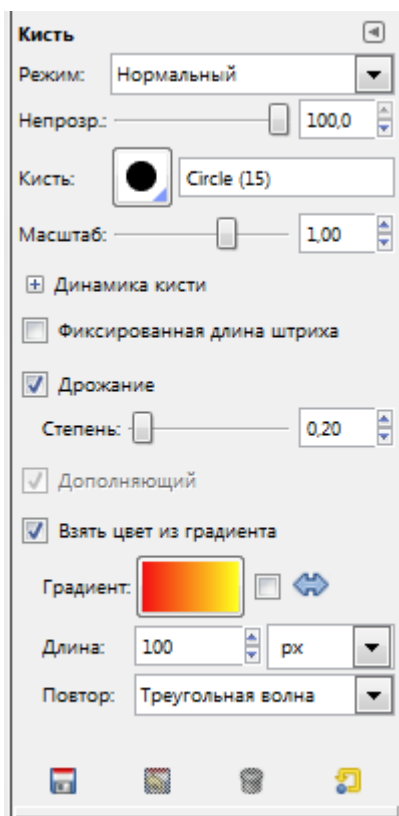 Кисть
Режим: Нормальный
Непрозр.: 100,0
Кисть: Circle (15)
Масштаб: 1,00
Динамика кисти
Фиксированная длина штриха
Дрожание
Степень: 0,20
Дополняющий
Взять цвет из градиента
Градиент:
Длина: 100 px
Повтор: Треугольная волна